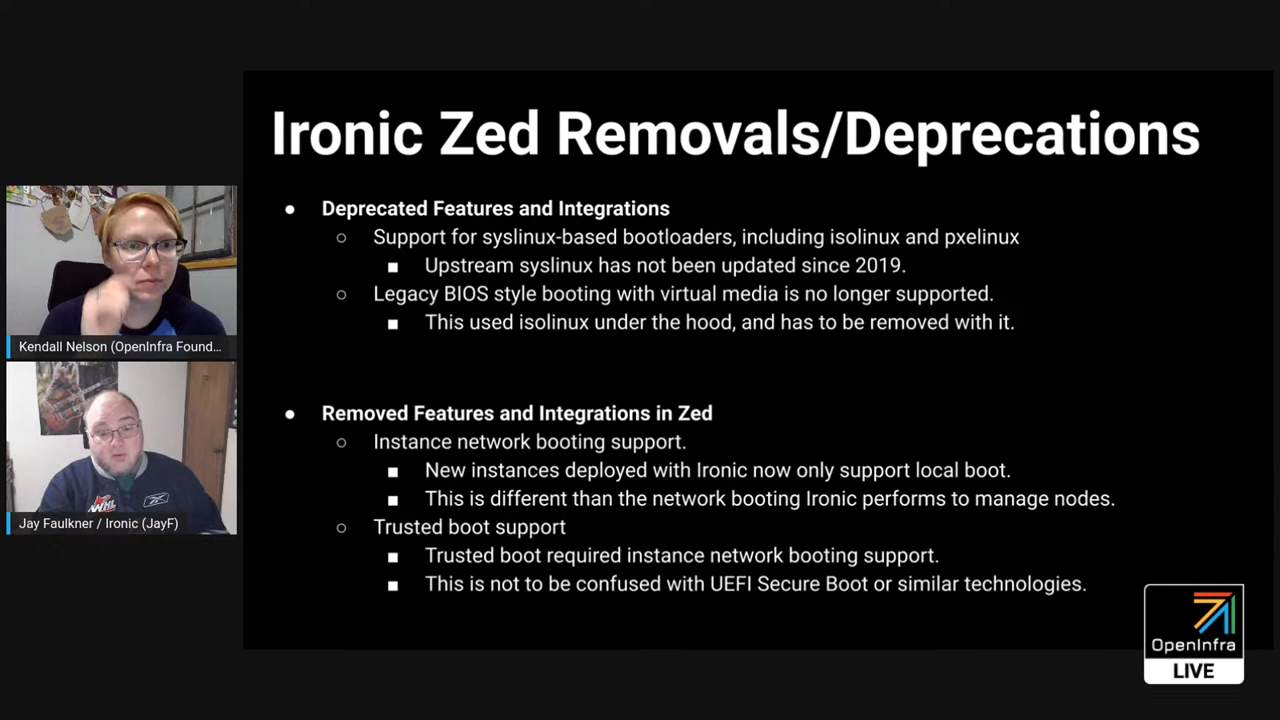 Ironic Zed Removals/Deprecations
● Deprecated Features and Integrations
○ Support for syslinux-based bootloaders, including isolinux and pxelinux
■ Upstream syslinux has not been updated since 2019.
○ Legacy BIOS style booting with virtual media is no longer supported.
■ This used isolinux under the hood, and has to be removed with it.
● Removed Features and Integrations in Zed
○ Instance network booting support.
■ New instances deployed with Ironic now only support local boot.
■ This is different than the network booting Ironic performs to manage nodes.
○ Trusted boot support
■ Trusted boot required instance network booting support.
■ This is not to be confused with UEFI Secure Boot or similar technologies.
Kendall Nelson (OpenInfra Found...
WHL
Jay Faulkner / Ironic (JayF)
OpenInfra
LIVE